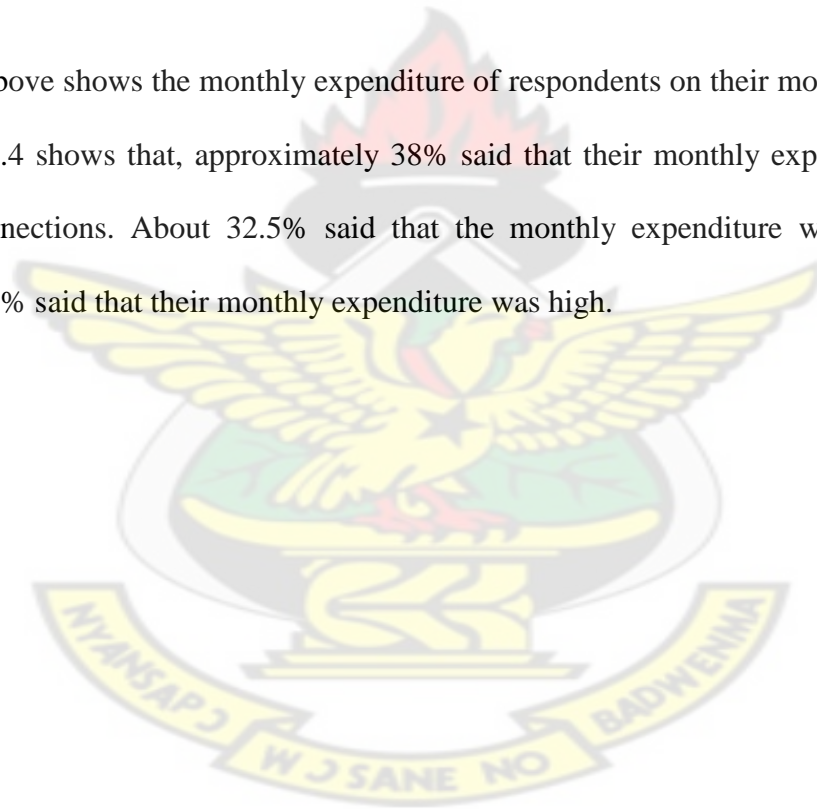 bove shows the monthly expenditure of respondents on their mo
.4 shows that, approximately 38% said that their monthly exp
nections. About 32.5% said that the monthly expenditure w
% said that their monthly expenditure was high.
NYANSAPƆ WƆSANE NO BADWENMA